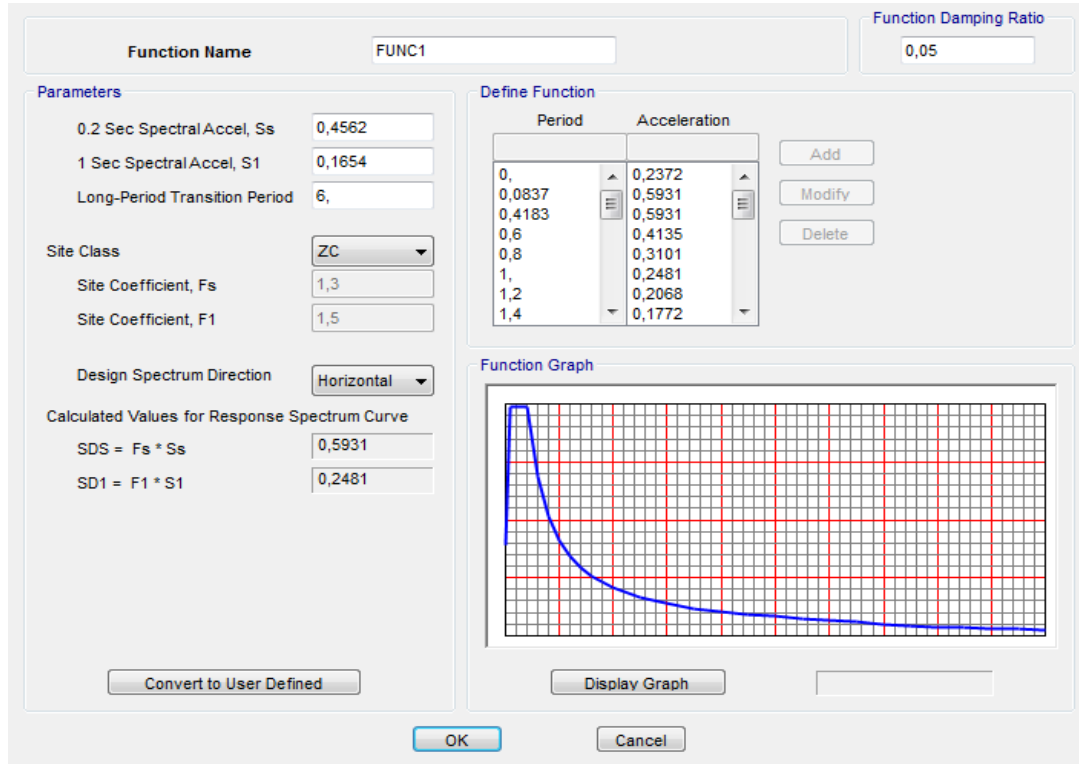 Function Damping Ratio
Function Name FUNC1 0,05
Parameters
0.2 Sec Spectral Accel, Ss 0,4562
1 Sec Spectral Accel, S1 0,1654
Long-Period Transition Period 6,
Site Class ZC
Site Coefficient, Fs 1,3
Site Coefficient, F1 1,5
Design Spectrum Direction Horizontal
Calculated Values for Response Spectrum Curve
SDS = Fs * Ss 0,5931
SD1 = F1 * S1 0,2481
Convert to User Defined
Define Function
Period Acceleration
0, 0,2372
0,0837 0,5931
0,4183 0,5931
0,6 0,4135
0,8 0,3101
1, 0,2481
1,2 0,2068
1,4 0,1772
Add
Modify
Delete
Function Graph
Display Graph
OK Cancel